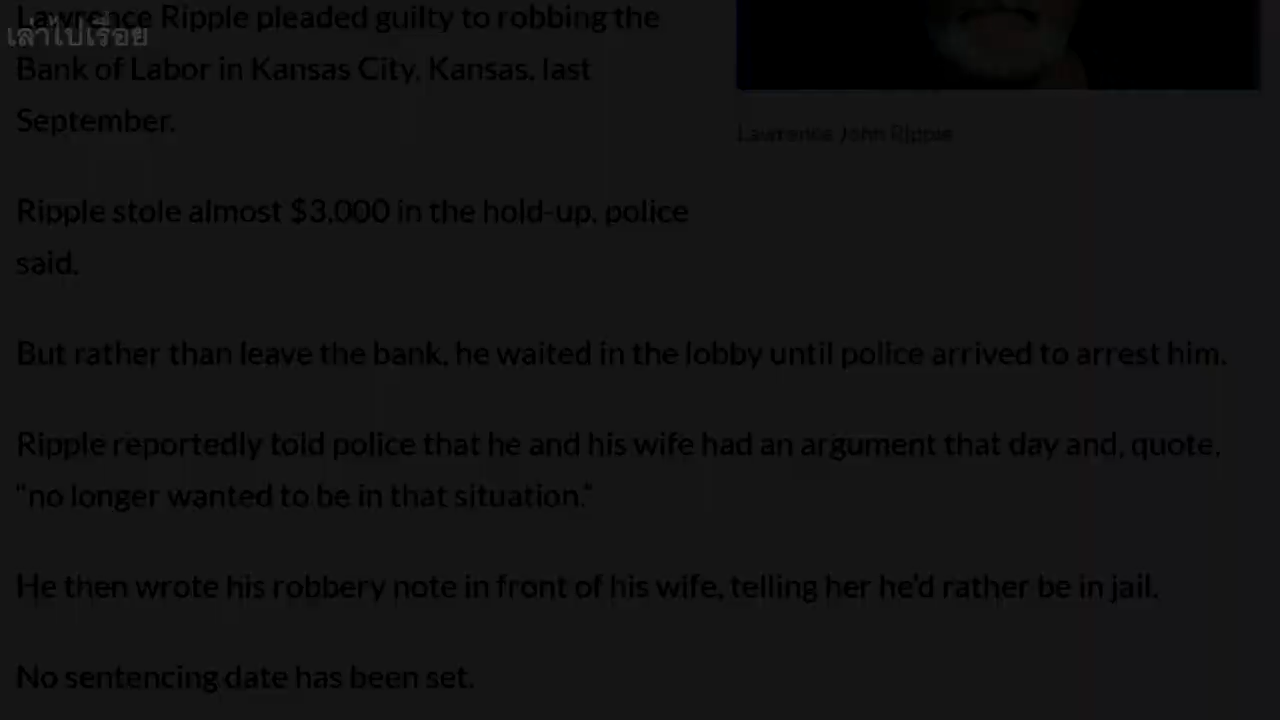 Lawrence Ripple pleaded guilty to robbing the
เล่าไปเรื่อย
Bank of Labor in Kansas City, Kansas, last
September.
Lawrence John Ripple
Ripple stole almost $3,000 in the hold-up, police
said.
But rather than leave the bank, he waited in the lobby until police arrived to arrest him.
Ripple reportedly told police that he and his wife had an argument that day and, quote,
"no longer wanted to be in that situation."
He then wrote his robbery note in front of his wife, telling her he'd rather be in jail.
No sentencing date has been set.